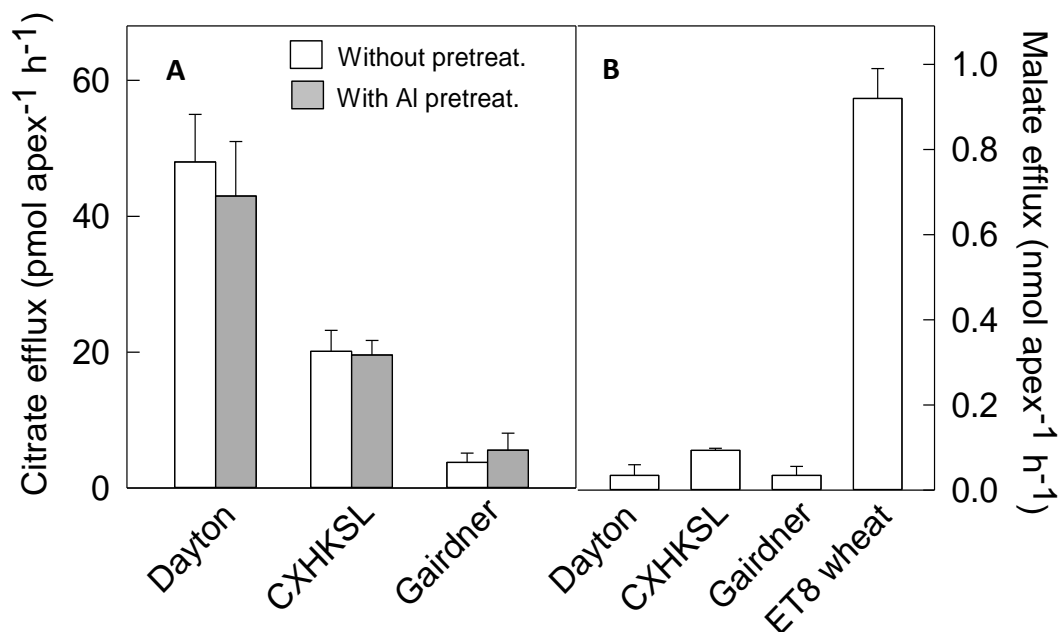 Citrate efflux (pmol apex⁻¹ h⁻¹)
60
40
20
0
A
Without pretreat.
With Al pretreat.
Dayton
CXHKSL
Gairdner
B
Dayton
CXHKSL
Gairdner
ET8 wheat
1.0
0.8
0.6
0.4
0.2
0.0
Malate efflux (nmol apex⁻¹ h⁻¹)